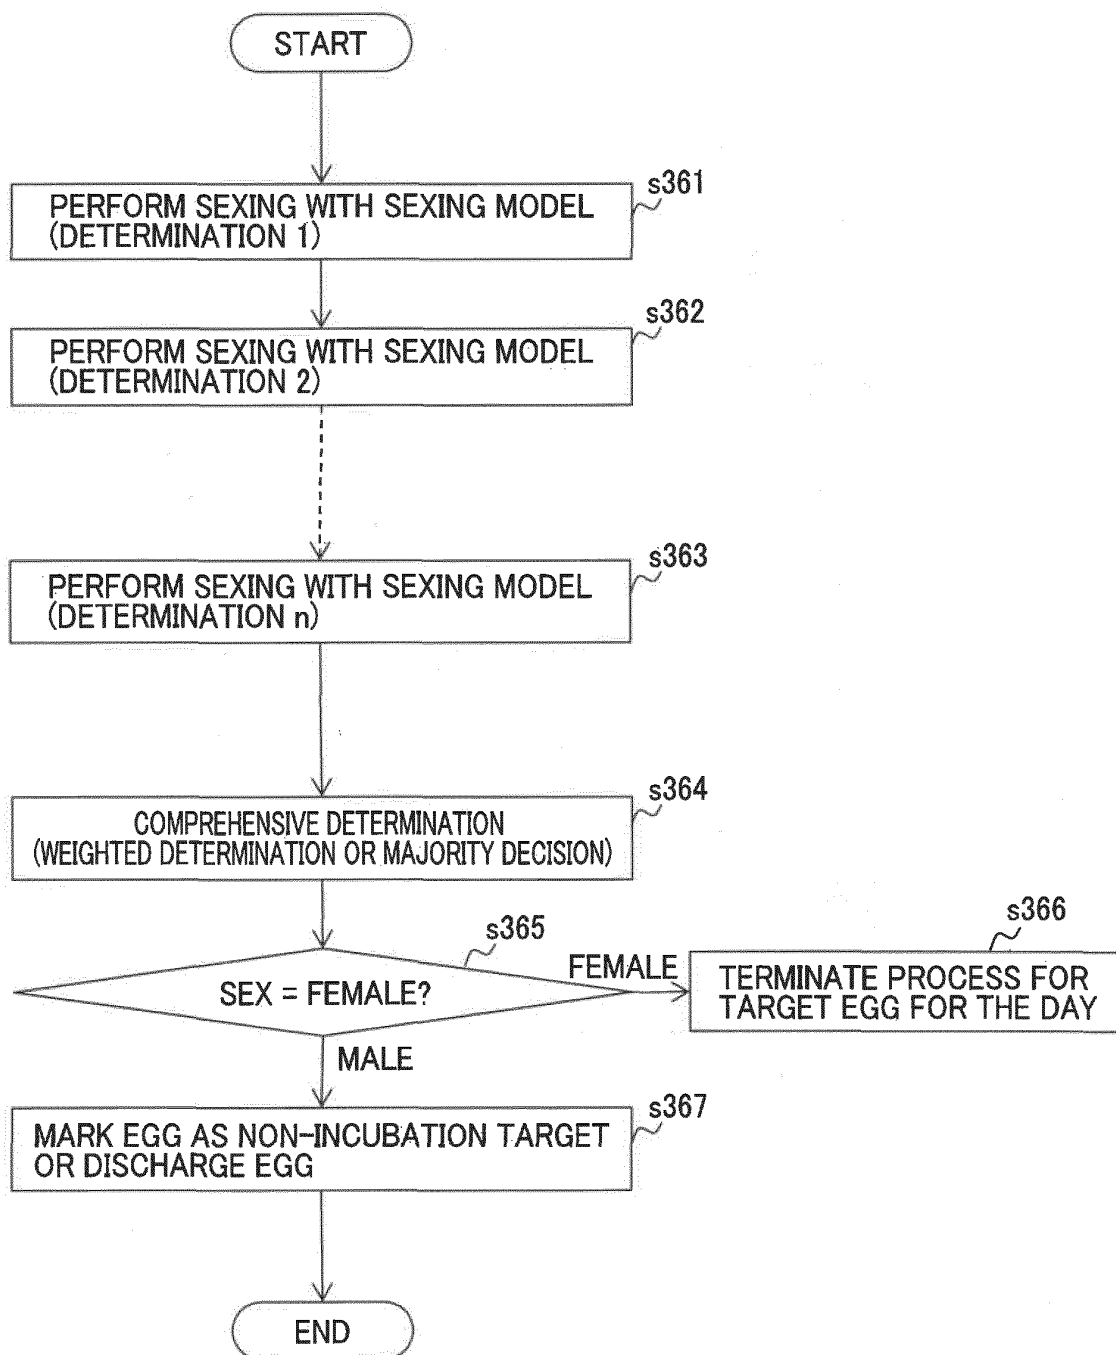 START
s361
PERFORM SEXING WITH SEXING MODEL
(DETERMINATION 1)
s362
PERFORM SEXING WITH SEXING MODEL
(DETERMINATION 2)
s363
PERFORM SEXING WITH SEXING MODEL
(DETERMINATION n)
s364
COMPREHENSIVE DETERMINATION
(WEIGHTED DETERMINATION OR MAJORITY DECISION)
s365
SEX = FEMALE?
FEMALE
s366
TERMINATE PROCESS FOR
TARGET EGG FOR THE DAY
MALE
s367
MARK EGG AS NON-INCUBATION TARGET
OR DISCHARGE EGG
END